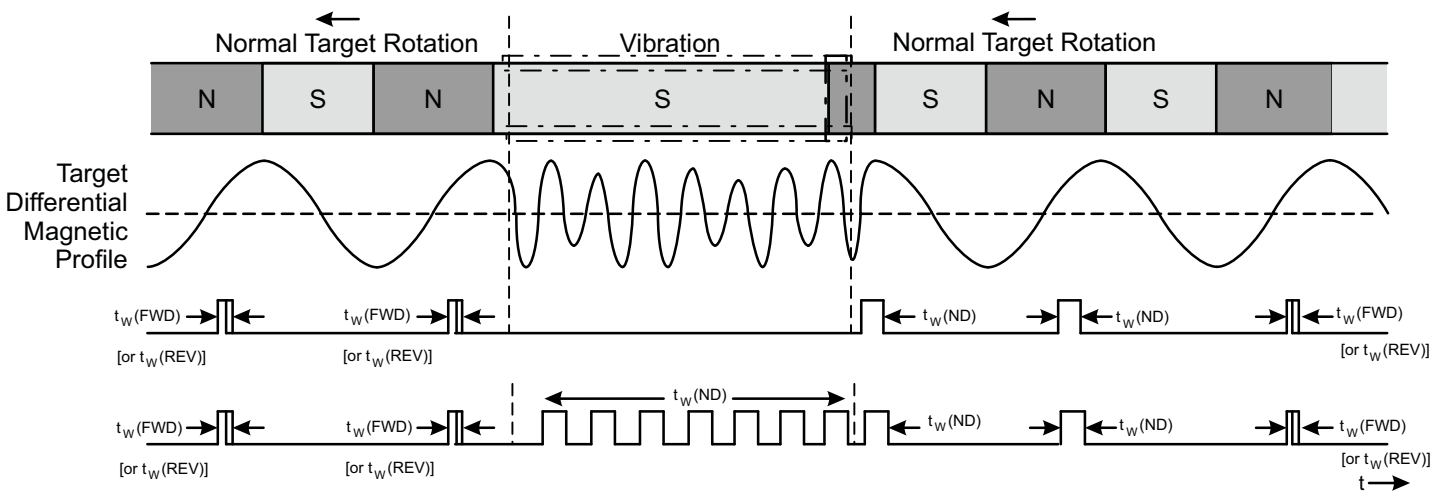 Normal Target Rotation
Vibration
Normal Target Rotation
N
S
N
S
S
N
S
N
Target
Differential
Magnetic
Profile
tW(FWD)
[or tW(REV)]
tW(FWD)
[or tW(REV)]
tW(ND)
tW(ND)
tW(FWD)
[or tW(REV)]
tW(ND)
tW(FWD)
[or tW(REV)]
tW(FWD)
[or tW(REV)]
tW(ND)
tW(ND)
tW(FWD)
[or tW(REV)]
t